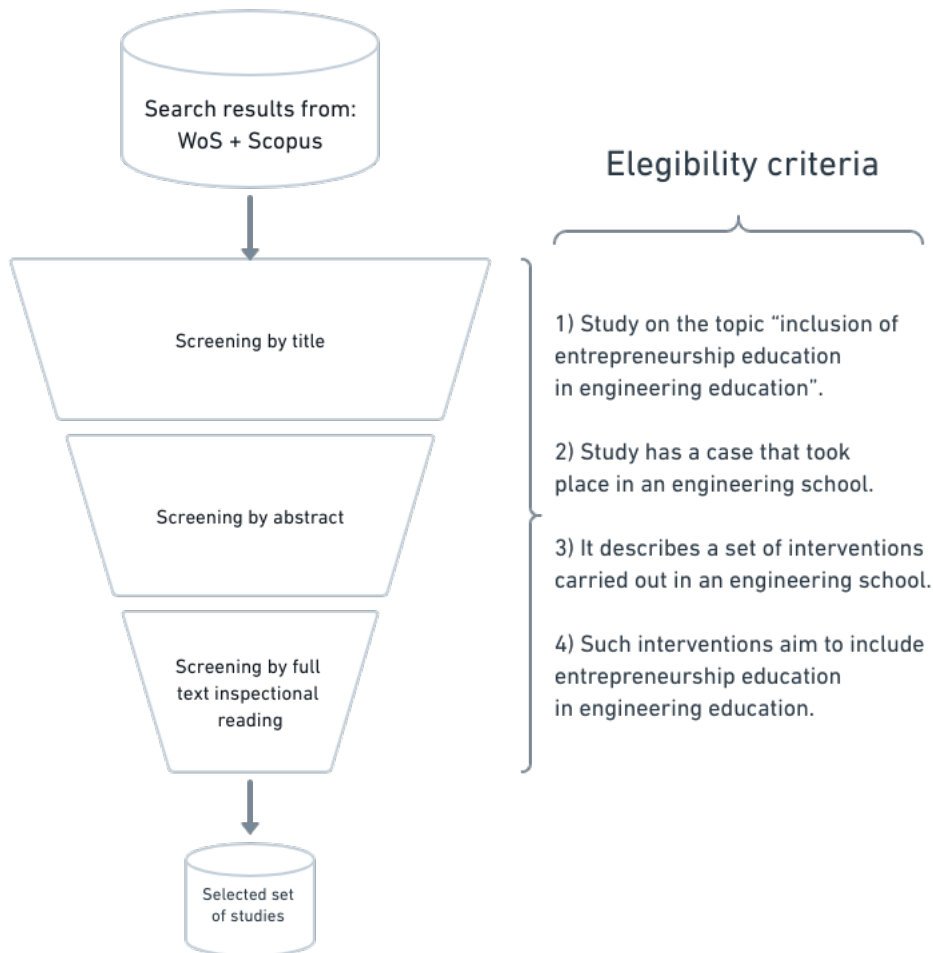 Search results from:
WoS + Scopus
Elegibility criteria
Screening by title
Screening by abstract
Screening by full
text inspectional
reading
Selected set
of studies
1) Study on the topic “inclusion of
entrepreneurship education
in engineering education”.
2) Study has a case that took
place in an engineering school.
3) It describes a set of interventions
carried out in an engineering school.
4) Such interventions aim to include
entrepreneurship education
in engineering education.